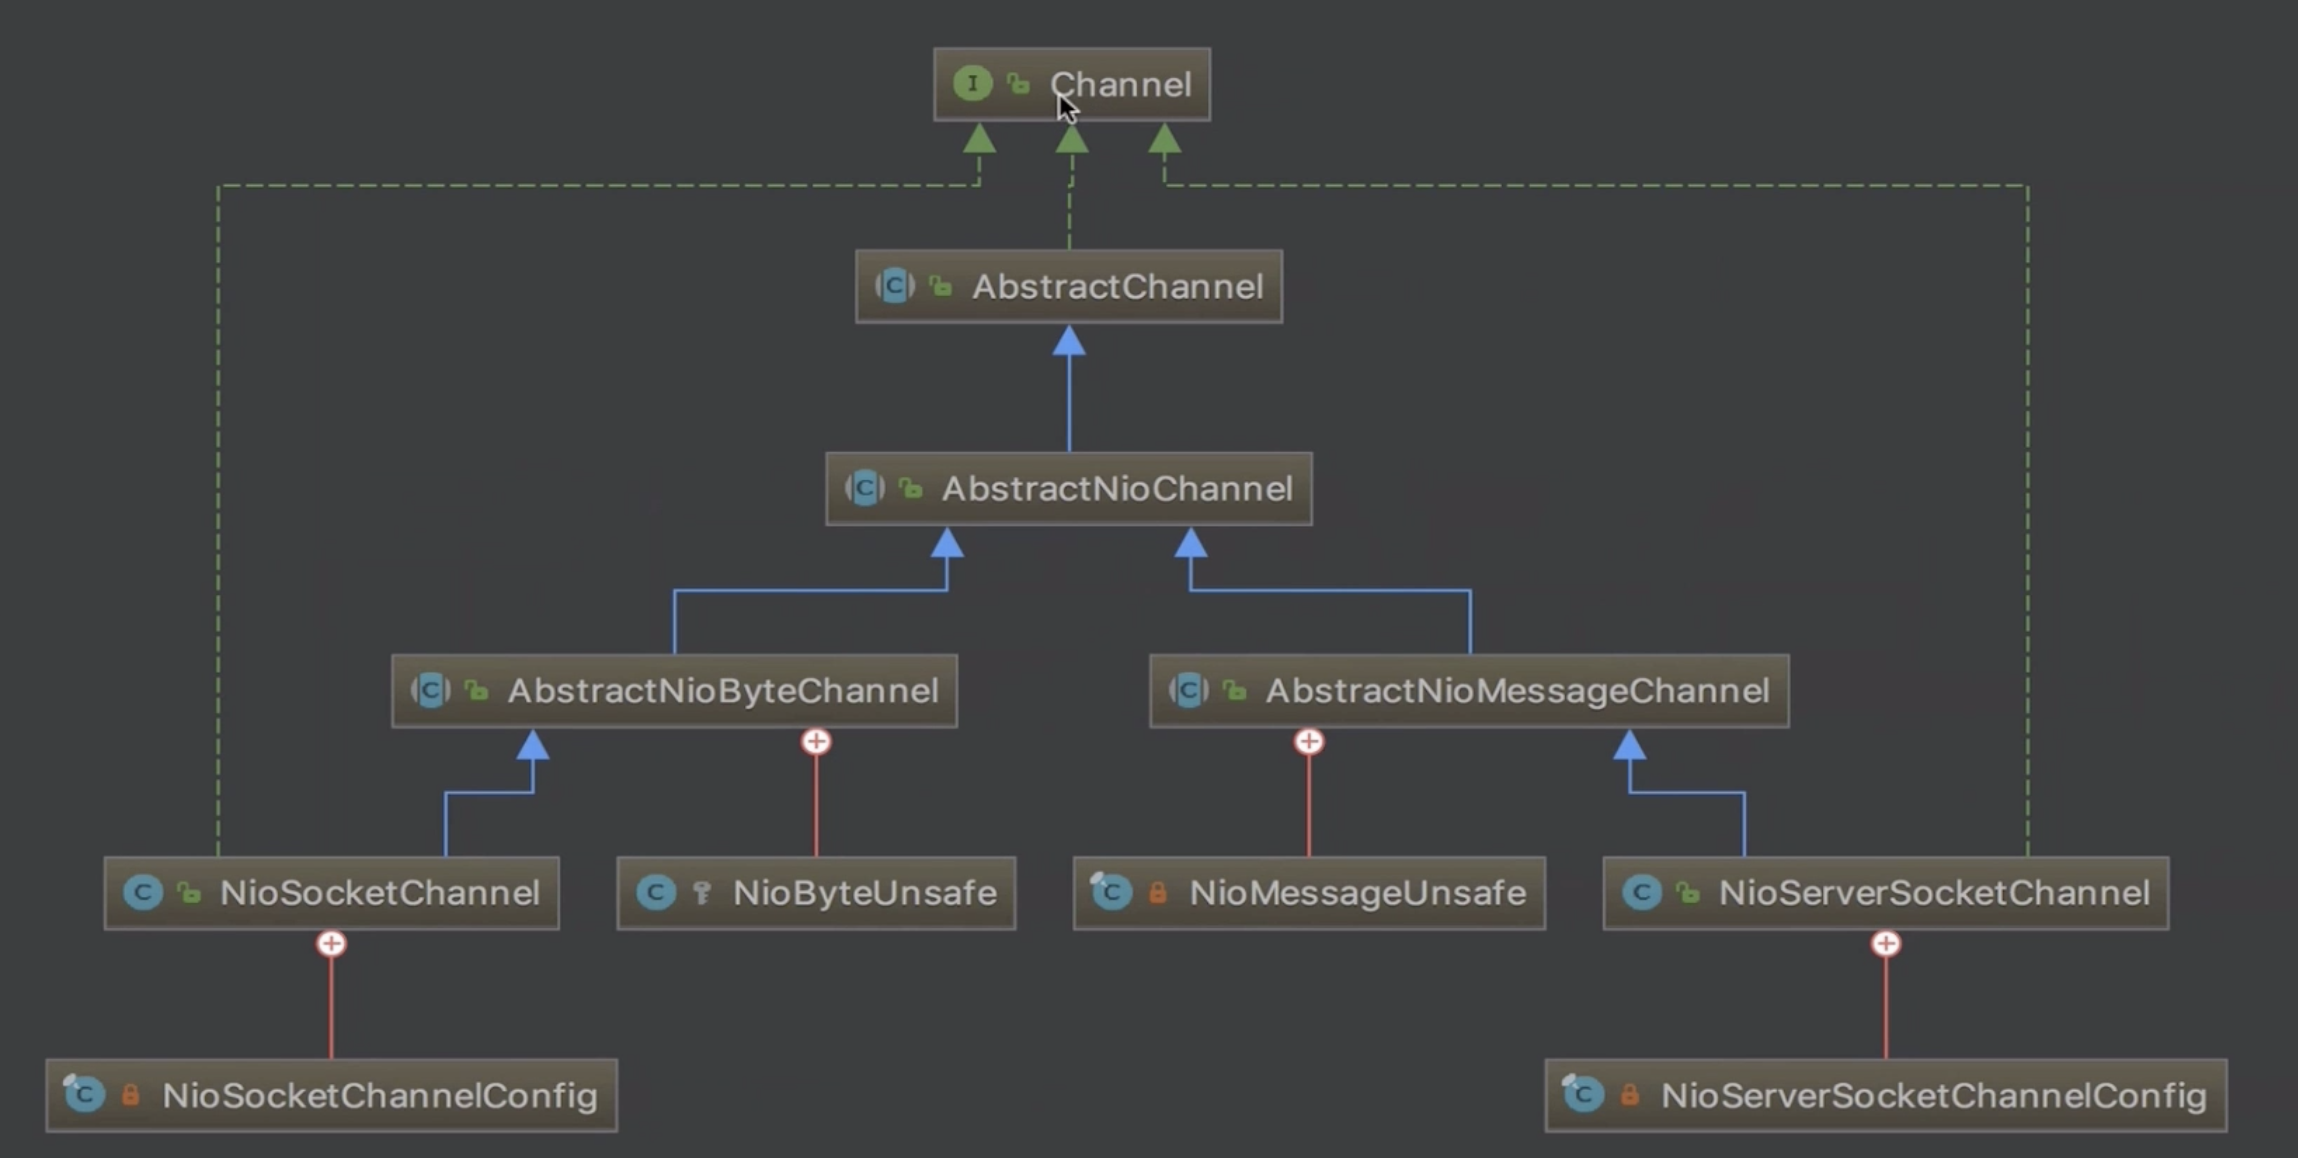 Channel
AbstractChannel
AbstractNioChannel
AbstractNioByteChannel
AbstractNioMessageChannel
NioSocketChannel
NioByteUnsafe
NioMessageUnsafe
NioServerSocketChannel
NioSocketChannelConfig
NioServerSocketChannelConfig